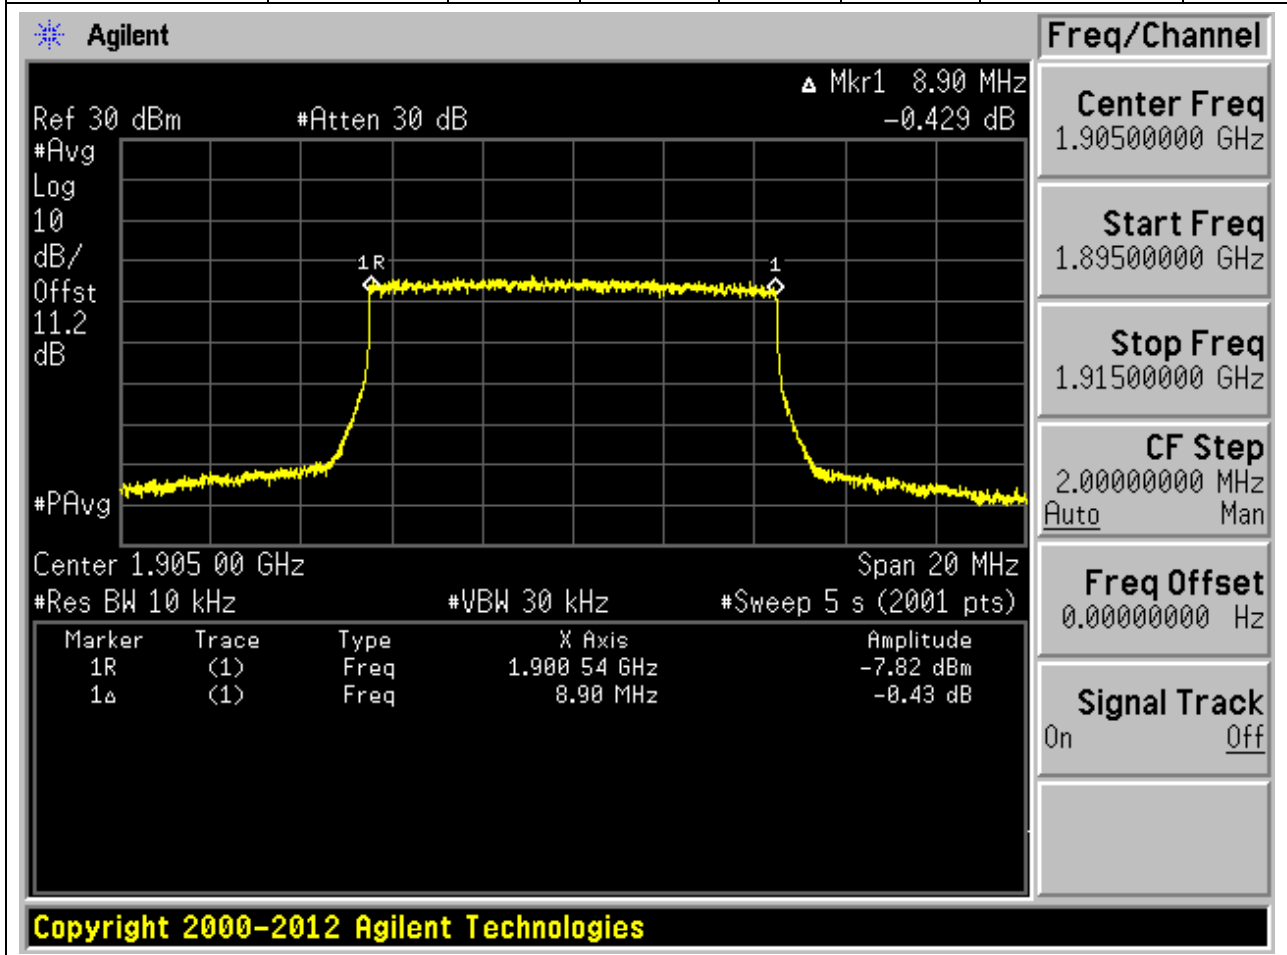 Agilent
Δ Mkr1 8.90 MHz
Ref 30 dBm #Atten 30 dB -0.429 dB
#Avg
Log
10
dB/
Offst
11.2
dB
#PAvg
1R
1
Center 1.905 00 GHz Span 20 MHz
#Res BW 10 kHz #VBW 30 kHz #Sweep 5 s (2001 pts)
Marker Trace Type X Axis Amplitude
1R (1) Freq 1.900 54 GHz -7.82 dBm
1Δ (1) Freq 8.90 MHz -0.43 dB
Freq/Channel
Center Freq
1.90500000 GHz
Start Freq
1.89500000 GHz
Stop Freq
1.91500000 GHz
CF Step
2.00000000 MHz
Auto Man
Freq Offset
0.00000000 Hz
Signal Track
On Off
Copyright 2000-2012 Agilent Technologies